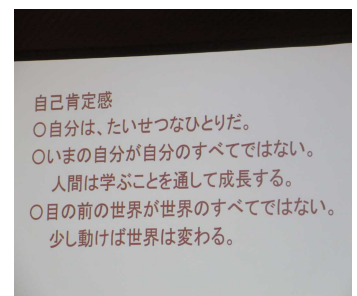 自己肯定感
○自分は、たいせつなひとりだ。
○いまの自分が自分のすべてではない。
人間は学ぶことを通して成長する。
○目の前の世界が世界のすべてではない。
少し動けば世界は変わる。